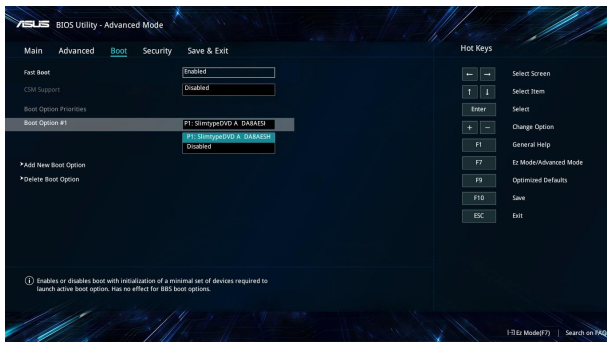 ASUS BIOS Utility - Advanced Mode
Main Advanced Boot Security Save & Exit
Hot Keys
Fast Boot Enabled
CSM Support Disabled
Boot Option Priorities
Boot Option #1 P1: SlimtypeDVD A DA8AESI
P1: SlimtypeDVD A DA8AESH
Disabled
Add New Boot Option
Delete Boot Option
← → Select Screen
↑ ↓ Select Item
Enter Select
+ − Change Option
F1 General Help
F7 Ez Mode/Advanced Mode
F9 Optimized Defaults
F10 Save
ESC Exit
Enables or disables boot with initialization of a minimal set of devices required to
launch active boot option. Has no effect for BBS boot options.
Ez Mode(F7) | Search on FAQ